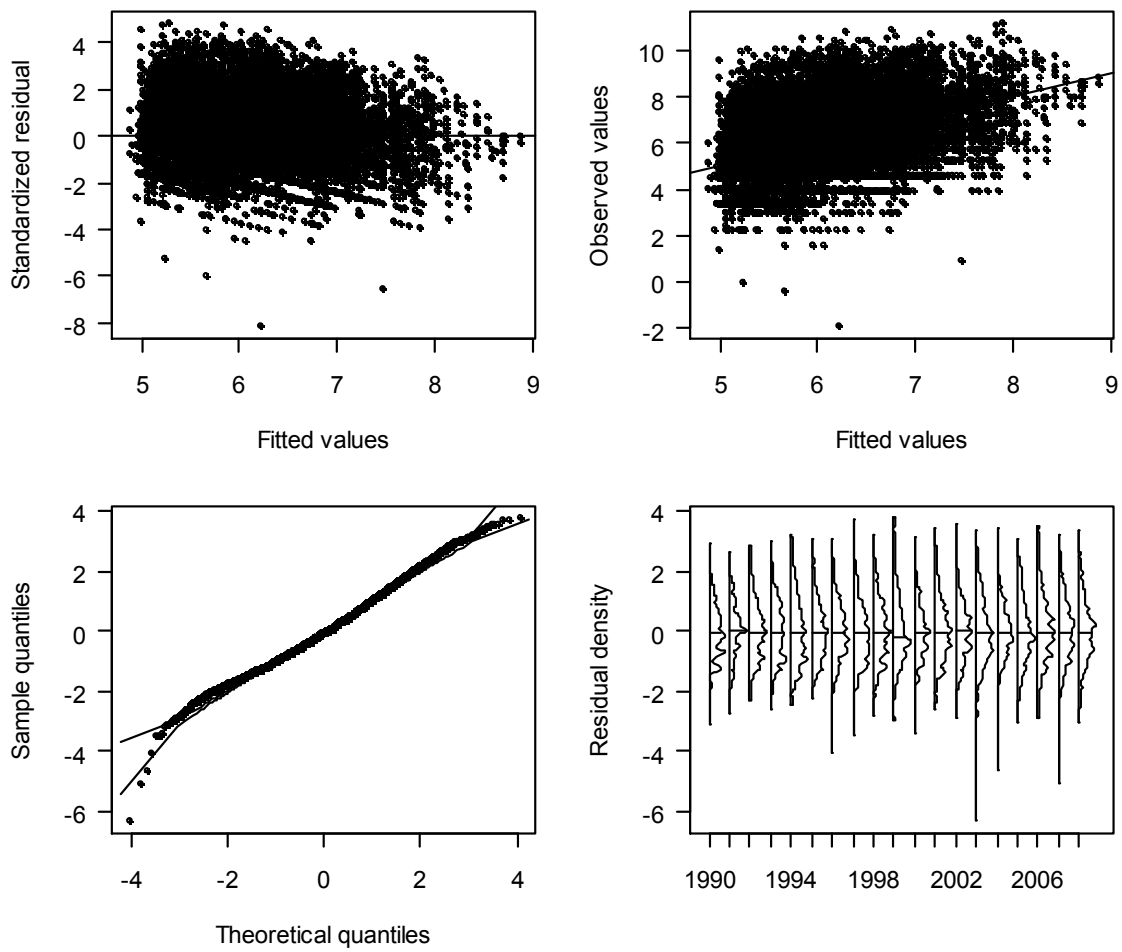 Standardized residual
4
2
0
-2
-4
-6
-8
5 6 7 8 9
Fitted values
Observed values
10
8
6
4
2
0
-2
5 6 7 8 9
Fitted values
Sample quantiles
4
2
0
-2
-4
-6
-4 -2 0 2 4
Theoretical quantiles
Residual density
4
2
0
-2
-4
-6
1990 1994 1998 2002 2006